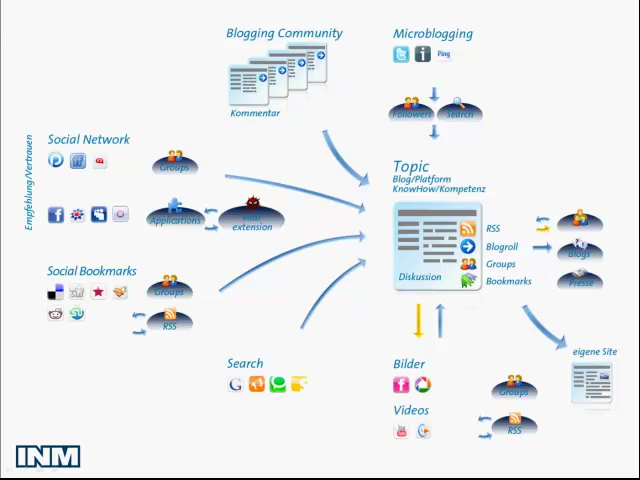 Blogging Community
Kommentar
Microblogging
Ping
Followers
Search
Empfehlung/Vertrauen
Social Network
Groups
Applications
viral
extension
Topic
Blog/Platform
KnowHow/Kompetenz
Diskussion
RSS
Blogroll
Groups
Bookmarks
Blogs
Presse
Social Bookmarks
Groups
RSS
Search
G
Bilder
Videos
Groups
RSS
eigene Site
INM